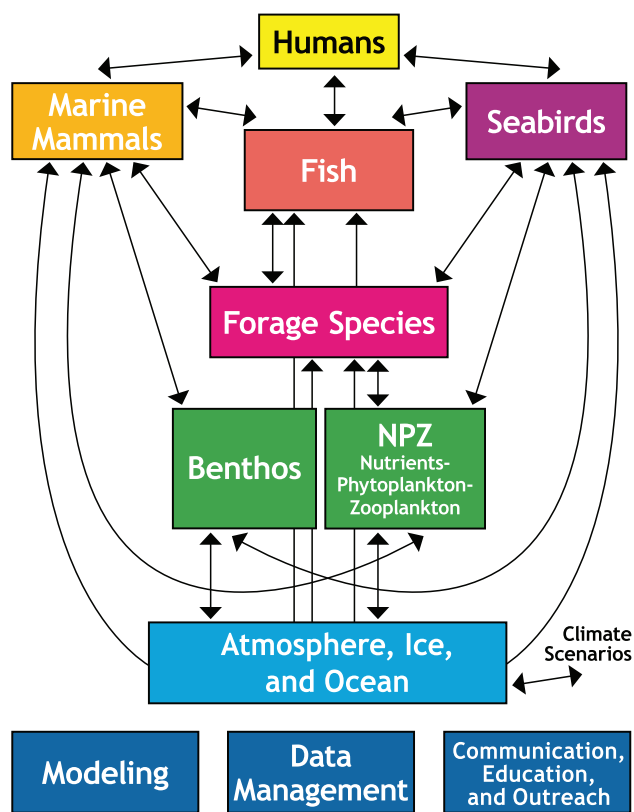 Humans
Marine
Mammals
Seabirds
Fish
Forage Species
Benthos
NPZ
Nutrients-
Phytoplankton-
Zooplankton
Atmosphere, Ice,
and Ocean
Climate
Scenarios
Modeling
Data
Management
Communication,
Education,
and Outreach